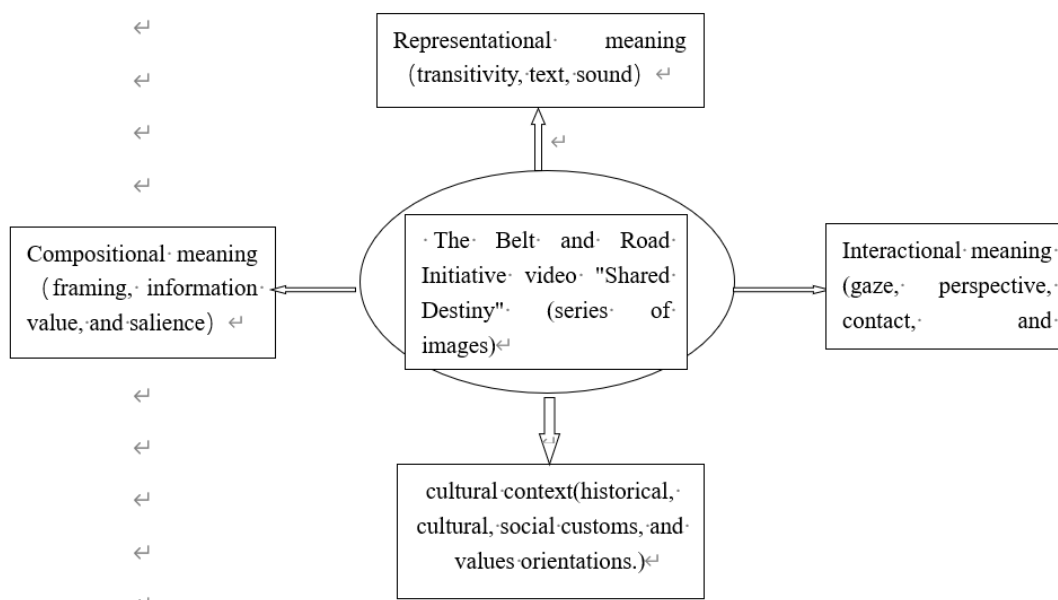 Representational meaning
(transitivity, text, sound)
The Belt and Road
Initiative video "Shared
Destiny" (series of
images)
Compositional meaning
(framing, information
value, and salience)
Interactional meaning
(gaze, perspective,
contact, and
cultural context(historical,
cultural, social customs, and
values orientations.)